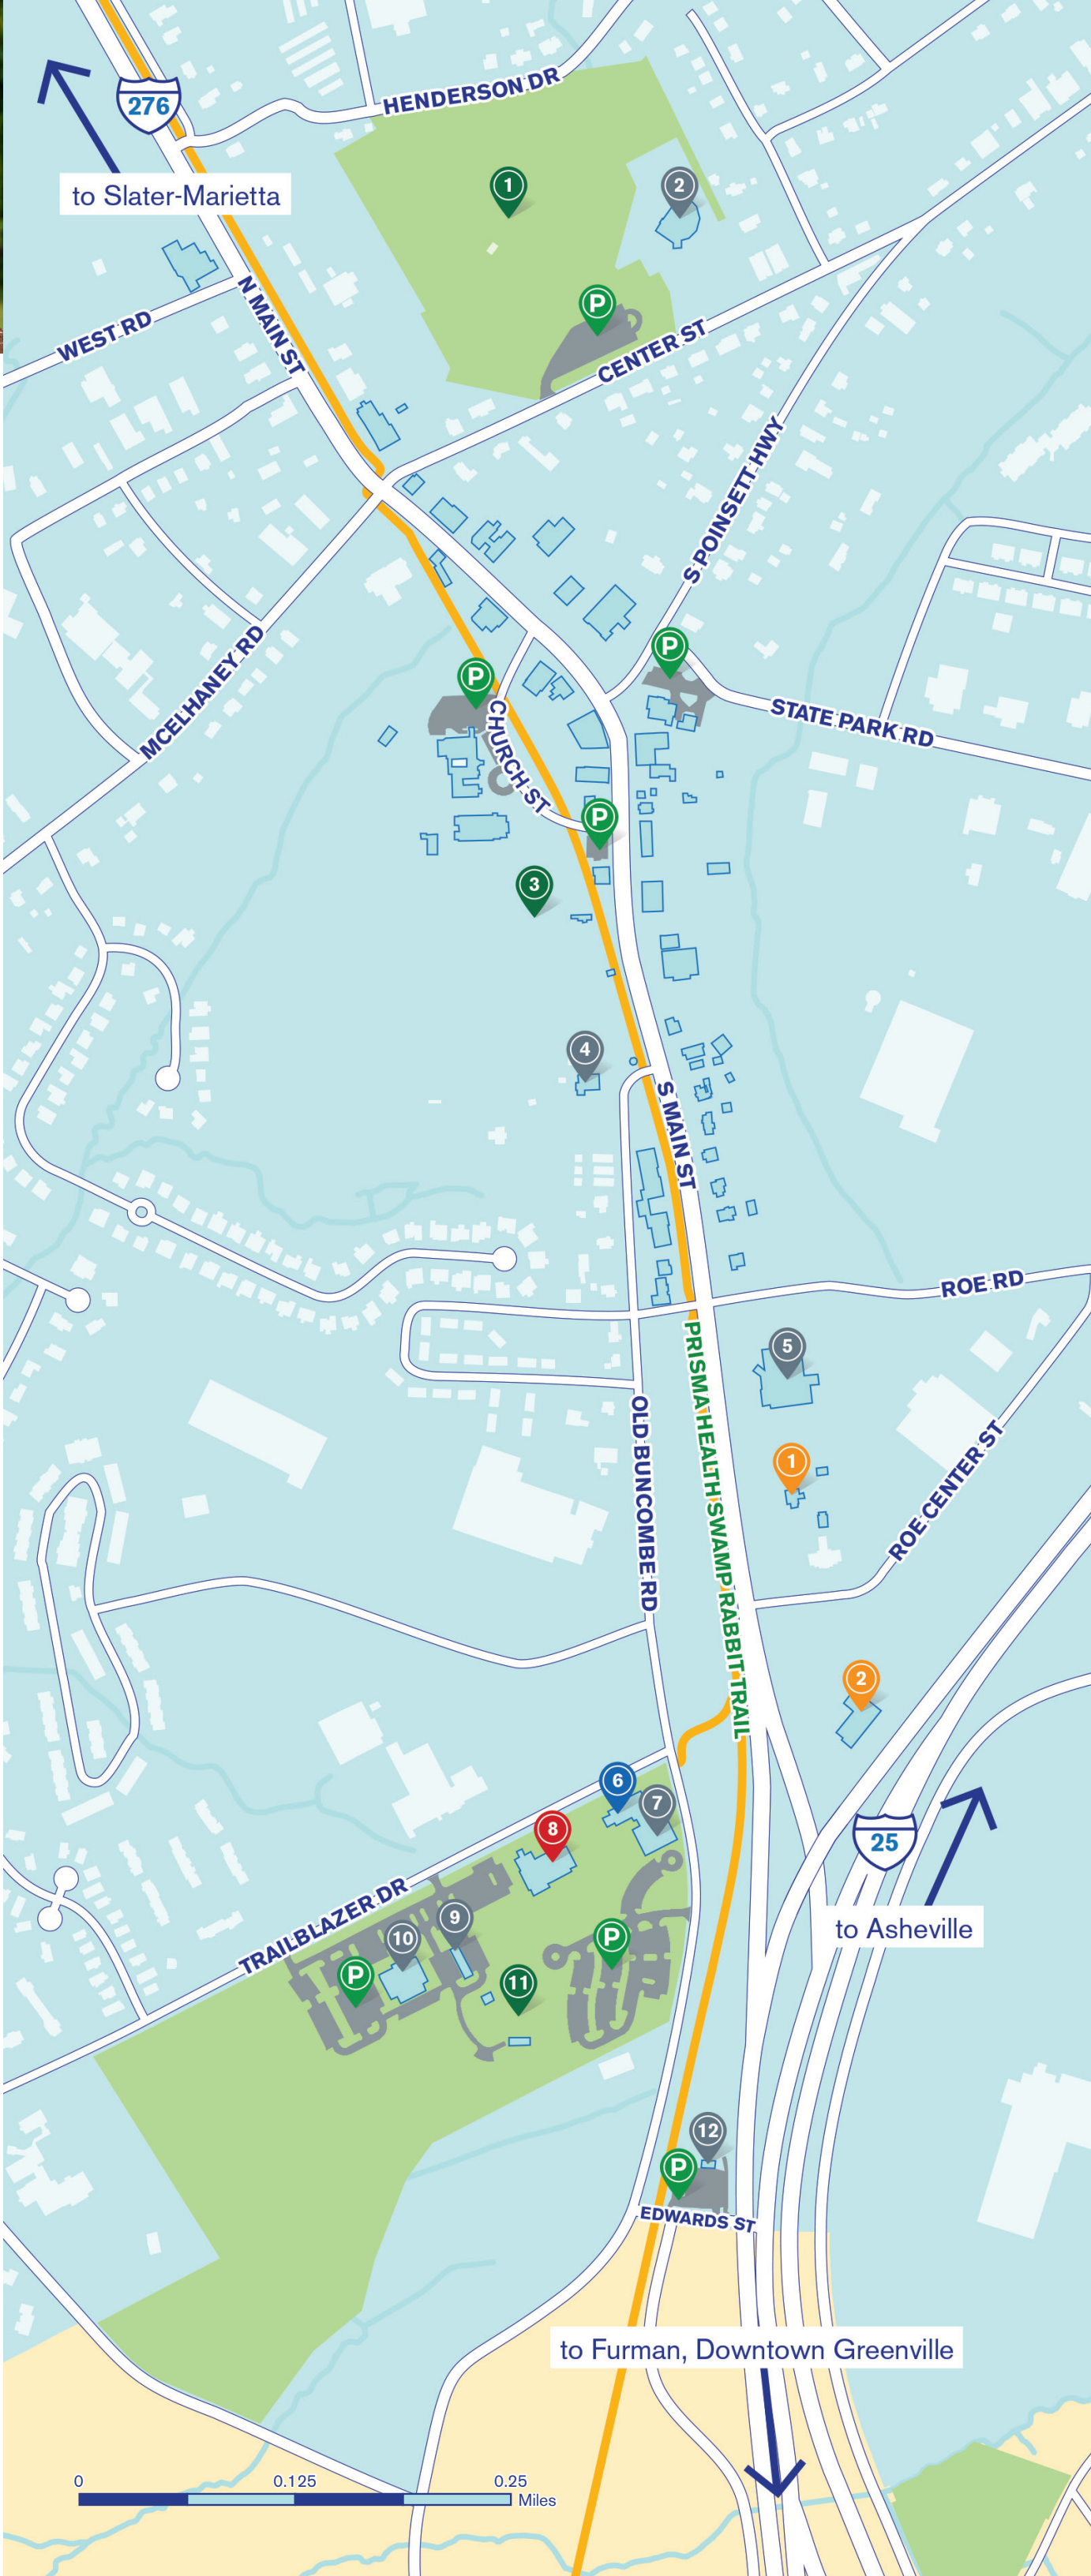 HENDERSON DR
276
to Slater-Marietta
1
2
N MAIN ST
WEST RD
P
CENTER ST
S POINSETT HWY
MCELHANEY RD
P
P
CHURCH ST
STATE PARK RD
P
3
4
S MAIN ST
ROE RD
PRISMA HEALTH SWAMP RABBIT TRAIL
5
OLD BUNCOMBE RD
1
ROE CENTER ST
2
6
7
8
25
TRAILBLAZER DR
9
10
to Asheville
P
P
11
12
P
EDWARDS ST
to Furman, Downtown Greenville
0
0.125
0.25
Miles